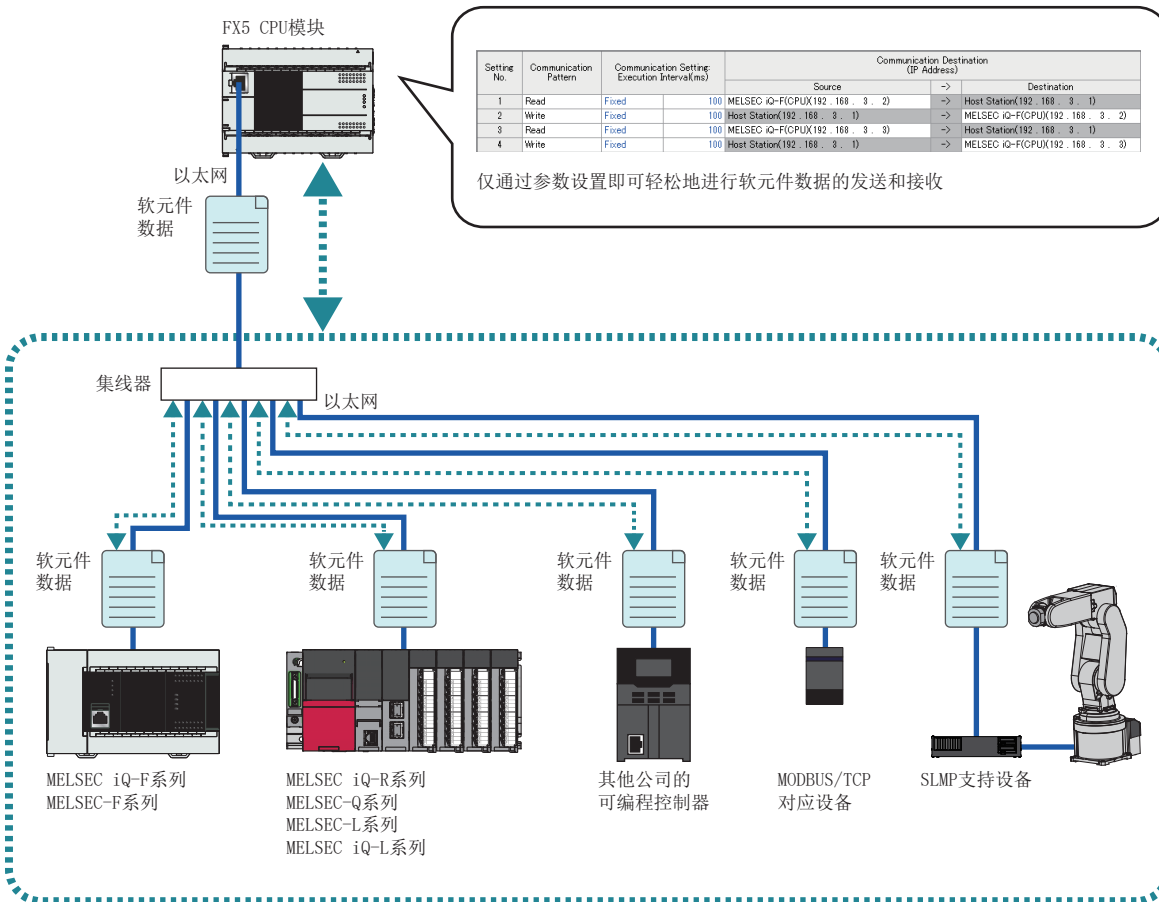 FX5 CPU模块
Setting No. Communication Pattern Communication Setting: Execution Interval(ms) Communication Destination (IP Address)
Source -> Destination
1 Read Fixed 100 MELSEC iQ-F(CPU)(192 . 168 . 3 . 2) -> Host Station(192 . 168 . 3 . 1)
2 Write Fixed 100 Host Station(192 . 168 . 3 . 1) -> MELSEC iQ-F(CPU)(192 . 168 . 3 . 2)
3 Read Fixed 100 MELSEC iQ-F(CPU)(192 . 168 . 3 . 3) -> Host Station(192 . 168 . 3 . 1)
4 Write Fixed 100 Host Station(192 . 168 . 3 . 1) -> MELSEC iQ-F(CPU)(192 . 168 . 3 . 3)
仅通过参数设置即可轻松地进行软元件数据的发送和接收
以太网
软元件
数据
集线器
以太网
软元件
数据
软元件
数据
软元件
数据
软元件
数据
软元件
数据
MELSEC iQ-F系列
MELSEC-F系列
MELSEC iQ-R系列
MELSEC-Q系列
MELSEC-L系列
MELSEC iQ-L系列
其他公司的
可编程控制器
MODBUS/TCP
对应设备
SLMP支持设备